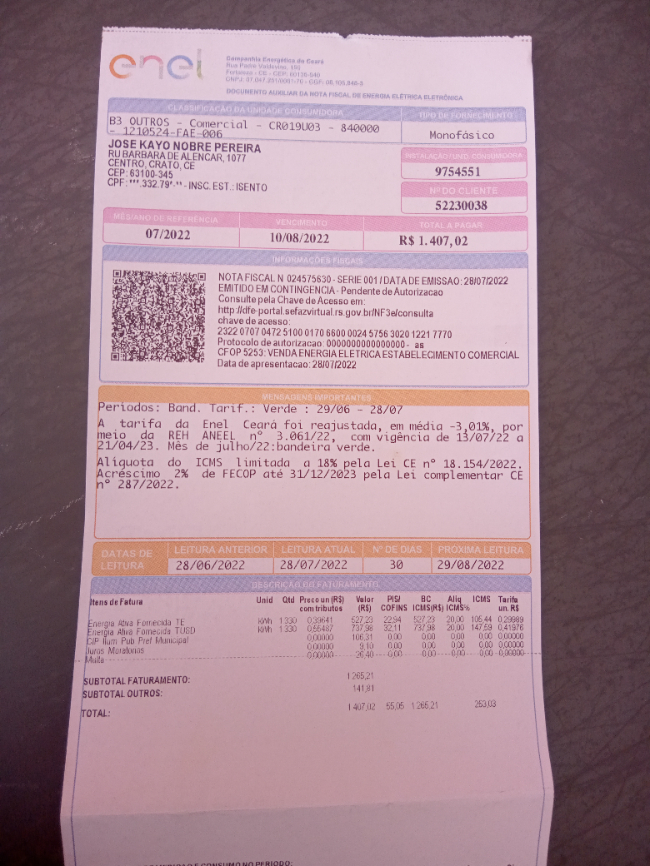 enel
Companhia Energética do Ceará
Rua Padre Valdevino, 150
Fortaleza - CE - CEP: 60135-040
DOCUMENTO AUXILIAR DA NOTA FISCAL DE ENERGIA ELÉTRICA ELETRÔNICA
CLASSIFICAÇÃO DA UNIDADE CONSUMIDORA
TIPO DE FORNECIMENTO
B3 OUTROS - Comercial - CR019U03 - 840000
- 1210524-FAE-006
Monofásico
JOSE KAYO NOBRE PEREIRA
RU BARBARA DE ALENCAR, 1077
CENTRO, CRATO, CE
CEP: 63100-345
CPF: ***.332.79*-** - INSC. EST.: ISENTO
9754551
Nº DO CLIENTE
52230038
MÊS/ANO DE REFERÊNCIA VENCIMENTO TOTAL A PAGAR
07/2022 10/08/2022 R$ 1.407,02
INFORMAÇÕES FISCAIS
NOTA FISCAL N 024575630 - SERIE 001 / DATA DE EMISSAO: 28/07/2022
EMITIDO EM CONTINGENCIA - Pendente de Autorizacao
Consulte pela Chave de Acesso em:
http://dfe-portal.sefazvirtual.rs.gov.br/NF3e/consulta
chave de acesso:
2322 0707 0472 5100 0170 6600 0024 5756 3020 1221 7770
Protocolo de autorizacao: 0000000000000000 - as
CFOP 5253: VENDA ENERGIA ELETRICA ESTABELECIMENTO COMERCIAL
Data de apresentacao: 28/07/2022
MENSAGENS IMPORTANTES
Períodos: Band. Tarif.: Verde : 29/06 - 28/07
A tarifa da Enel Ceará foi reajustada, em média -3,01%, por
meio da REH ANEEL nº 3.061/22, com vigência de 13/07/22 a
21/04/23. Mês de julho/22:bandeira verde.
Alíquota do ICMS limitada a 18% pela Lei CE nº 18.154/2022.
Acréscimo 2% de FECOP até 31/12/2023 pela Lei complementar CE
nº 287/2022.
DATAS DE LEITURA
LEITURA ANTERIOR LEITURA ATUAL Nº DE DIAS PROXIMA LEITURA
28/06/2022 28/07/2022 30 29/08/2022
DESCRIÇÃO DO FATURAMENTO
Itens de Fatura Unid Qtd Preço un (R$) com tributos Valor (R$) PIS/ COFINS BC ICMS(R$) Aliq ICMS% ICMS Tarifa un. R$
Energia Ativa Fornecida TE kWh 1.330 0,39641 527,23 22,94 527,23 20,00 105,44 0,29989
Energia Ativa Fornecida TUSD kWh 1.330 0,55487 737,98 32,11 737,98 20,00 147,59 0,41976
CIP Ilum Pub Pref Municipal 0,00000 106,31 0,00 0,00 0,00 0,00 0,00000
Juros Moratorios 0,00000 9,10 0,00 0,00 0,00 0,00 0,00000
Multa 0,00000 26,40 0,00 0,00 0,00 0,00 0,00000
SUBTOTAL FATURAMENTO: 1.265,21
SUBTOTAL OUTROS: 141,81
TOTAL: 1.407,02 55,05 1.265,21 253,03